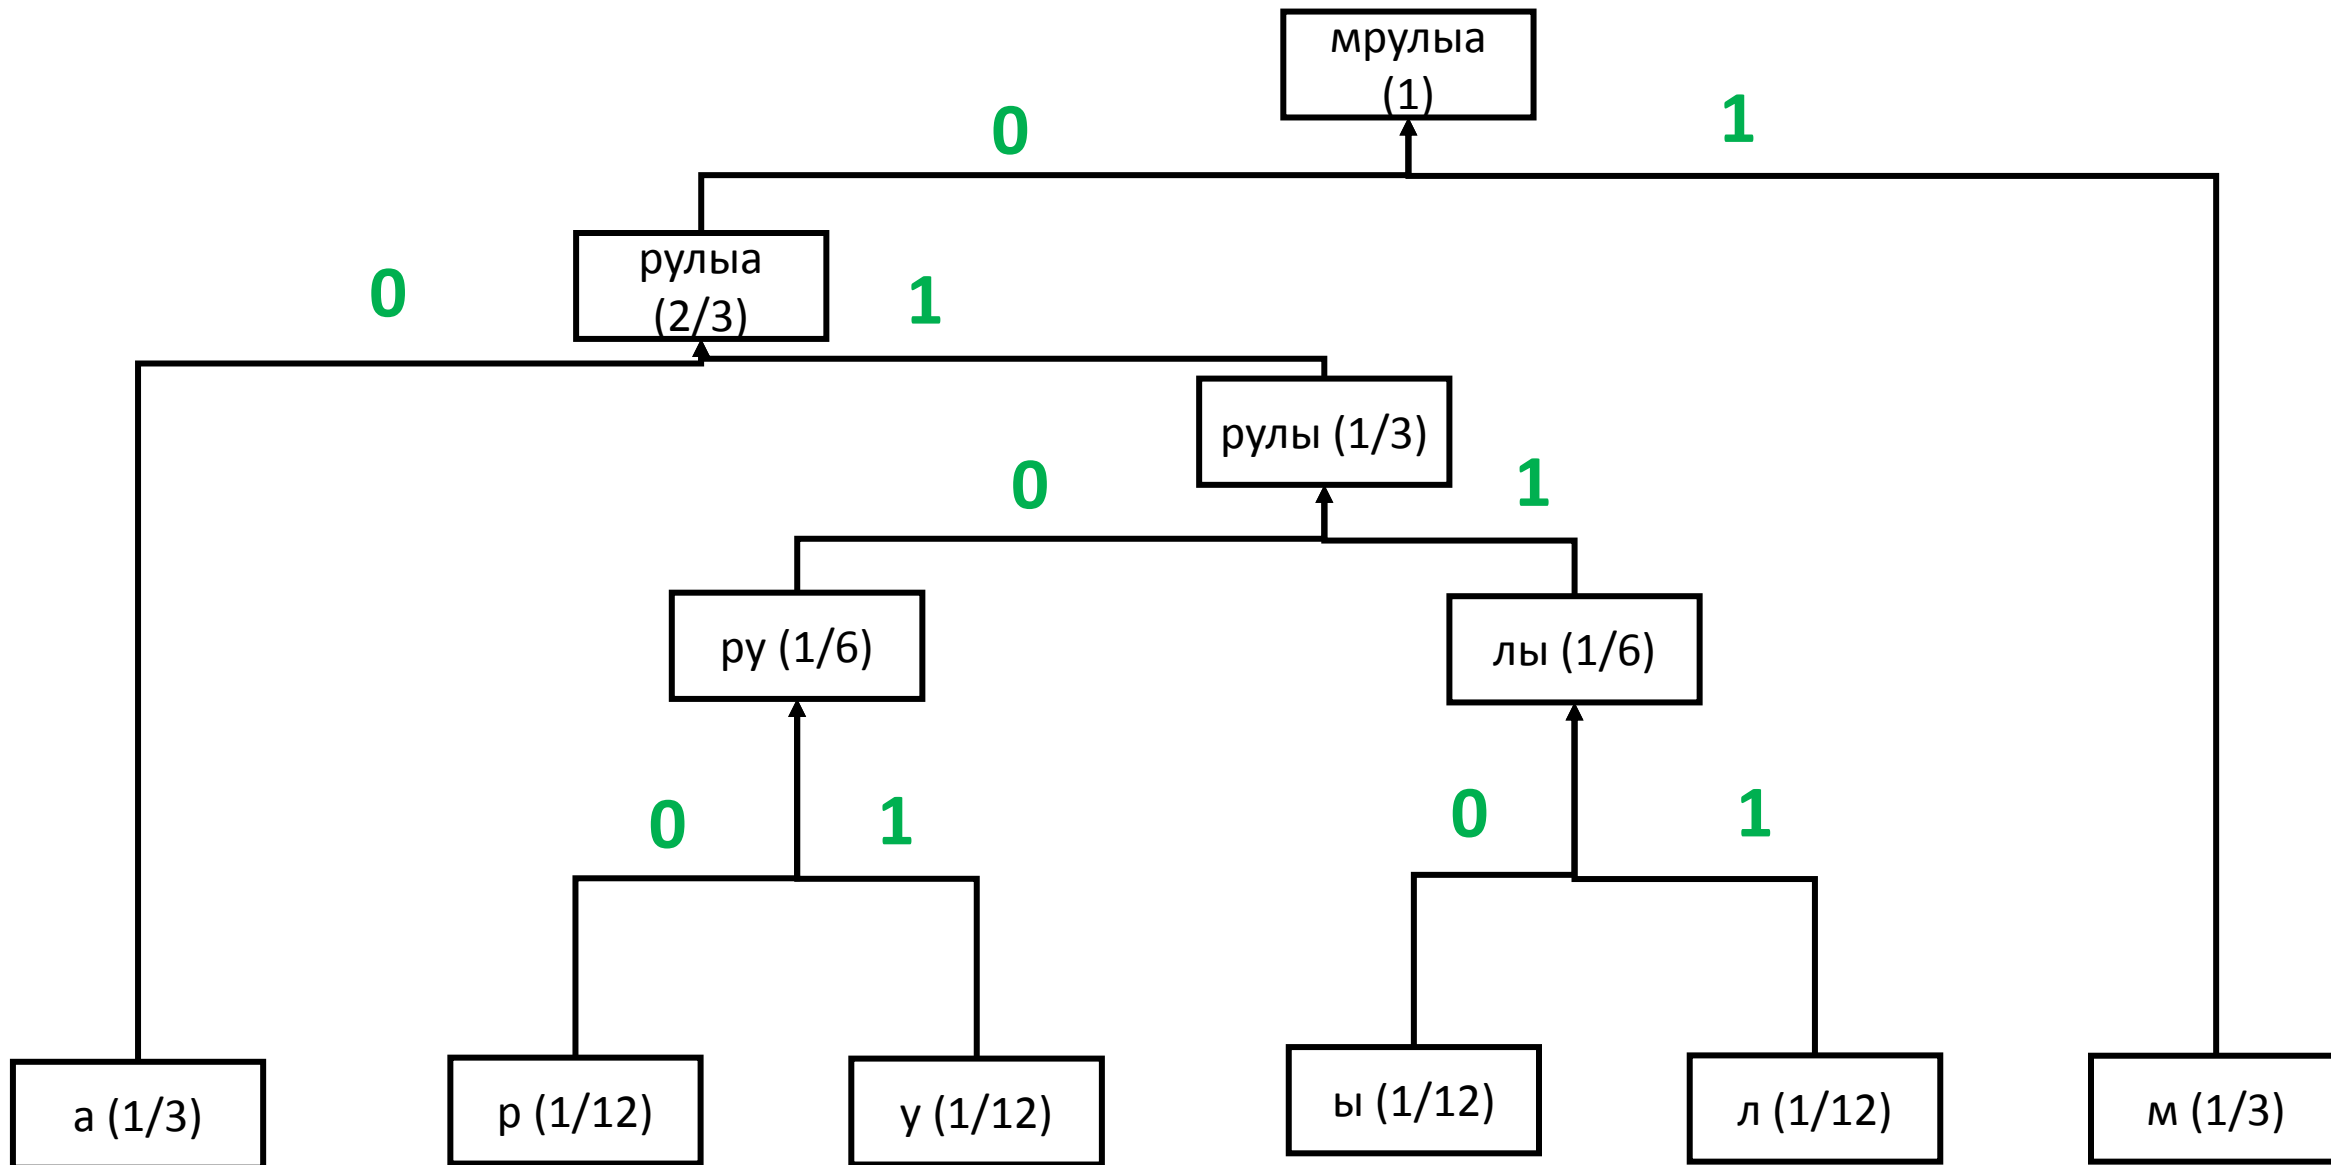 мрулыа
(1)
0
1
рулыа
(2/3)
0
1
рулы (1/3)
0
1
ру (1/6)
лы (1/6)
0
1
0
1
а (1/3)
р (1/12)
у (1/12)
ы (1/12)
л (1/12)
м (1/3)